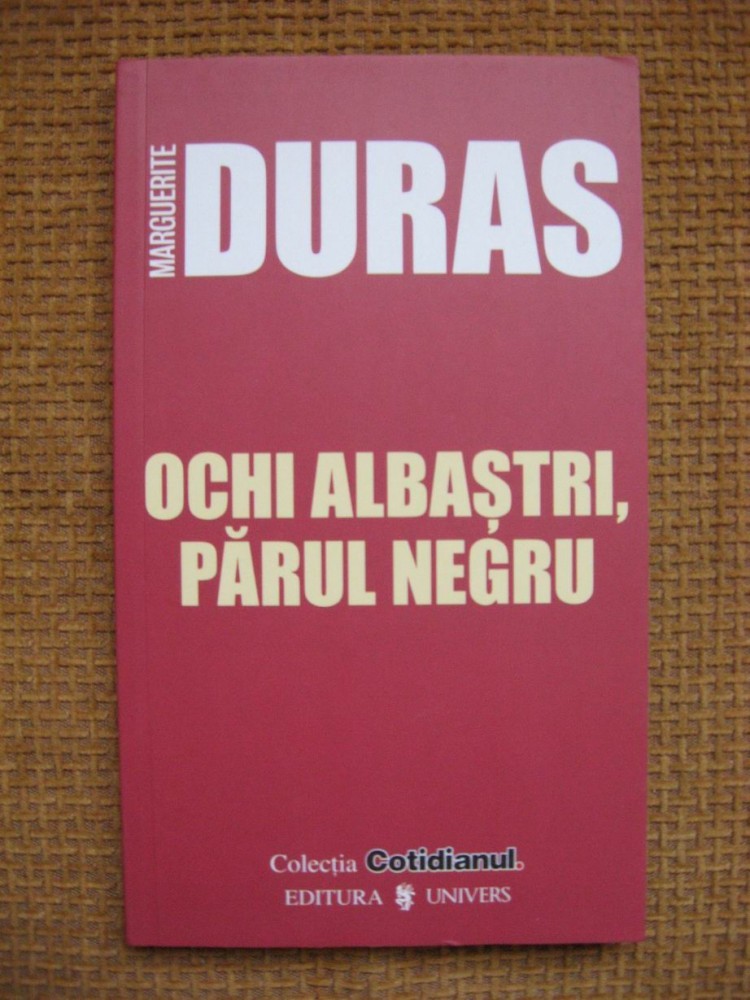 MARGUERITE
DURAS
OCHI ALBAȘTRI,
PĂRUL NEGRU
Colecția Cotidianul.
EDITURA UNIVERS